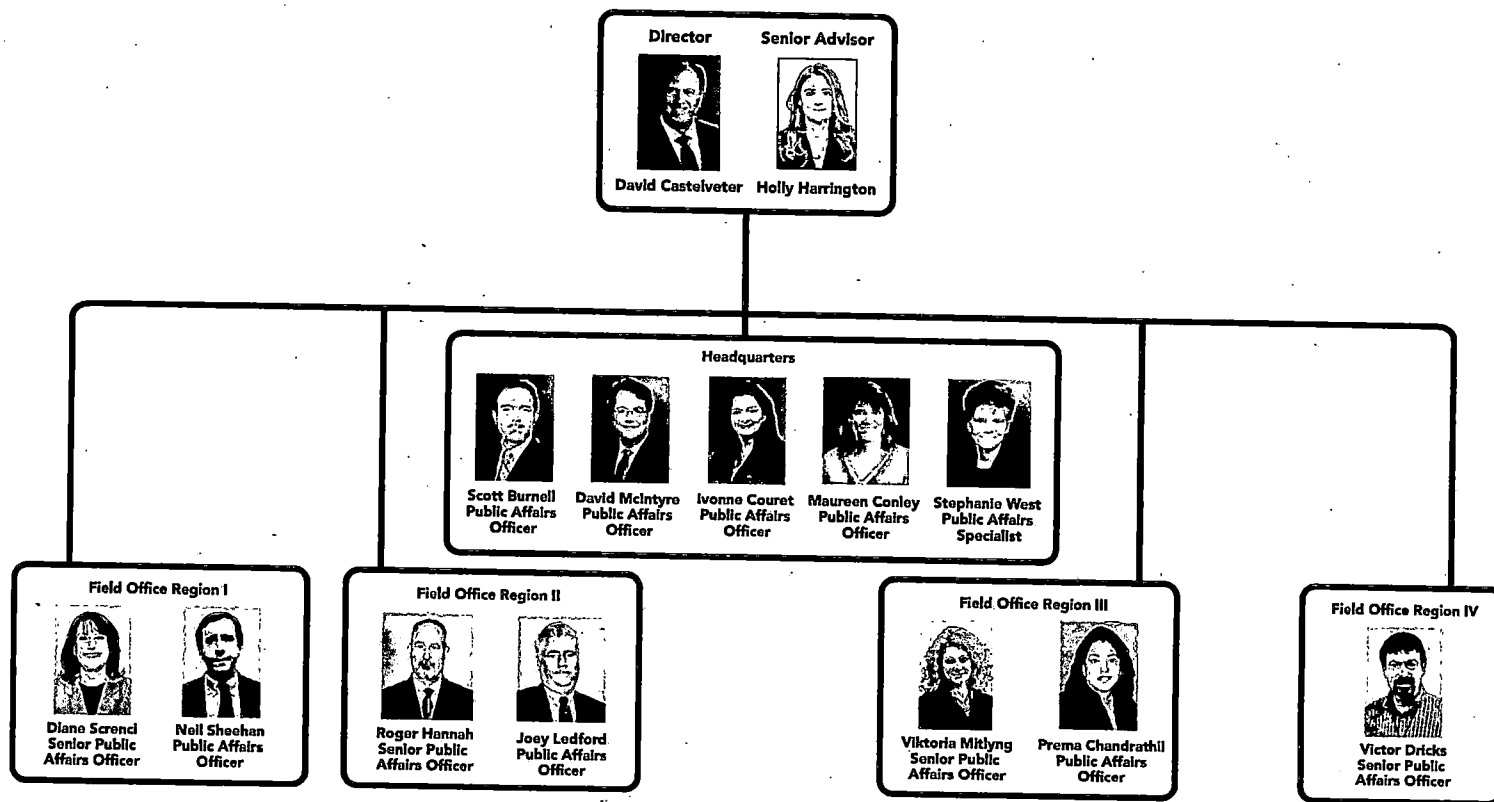 Director
Senior Advisor
David Castelveter
Holly Harrington
Headquarters
Scott Burnell
Public Affairs
Officer
David McIntyre
Public Affairs
Officer
Ivonne Couret
Public Affairs
Officer
Maureen Conley
Public Affairs
Officer
Stephanie West
Public Affairs
Specialist
Field Office Region I
Diane Screnci
Senior Public
Affairs Officer
Neil Sheehan
Public Affairs
Officer
Field Office Region II
Roger Hannah
Senior Public
Affairs Officer
Joey Ledford
Public Affairs
Officer
Field Office Region III
Viktoria Mitlyng
Senior Public
Affairs Officer
Prema Chandrathil
Public Affairs
Officer
Field Office Region IV
Victor Dricks
Senior Public
Affairs Officer